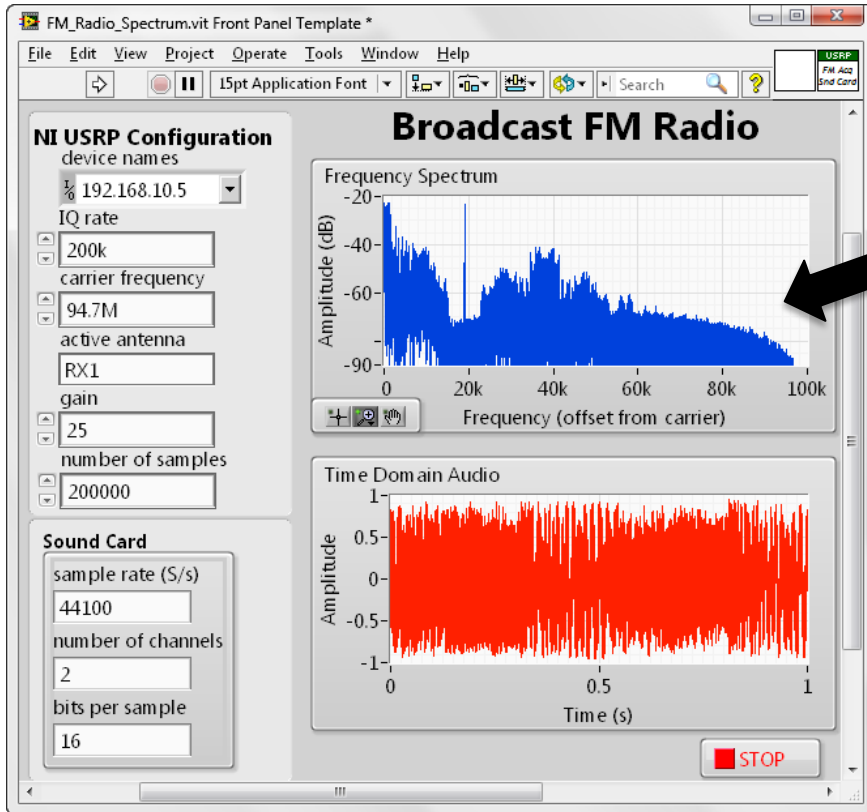 FM_Radio_Spectrum.vit Front Panel Template *
File Edit View Project Operate Tools Window Help
15pt Application Font
Search
USRP
FM Acq
Snd Card
Broadcast FM Radio
NI USRP Configuration
device names
192.168.10.5
IQ rate
200k
carrier frequency
94.7M
active antenna
RX1
gain
25
number of samples
200000
Sound Card
sample rate (S/s)
44100
number of channels
2
bits per sample
16
Frequency Spectrum
Amplitude (dB)
-20
-40
-60
-90
0 20k 40k 60k 80k 100k
Frequency (offset from carrier)
Time Domain Audio
Amplitude
1
0.5
0
-0.5
-1
0 0.5 1
Time (s)
STOP